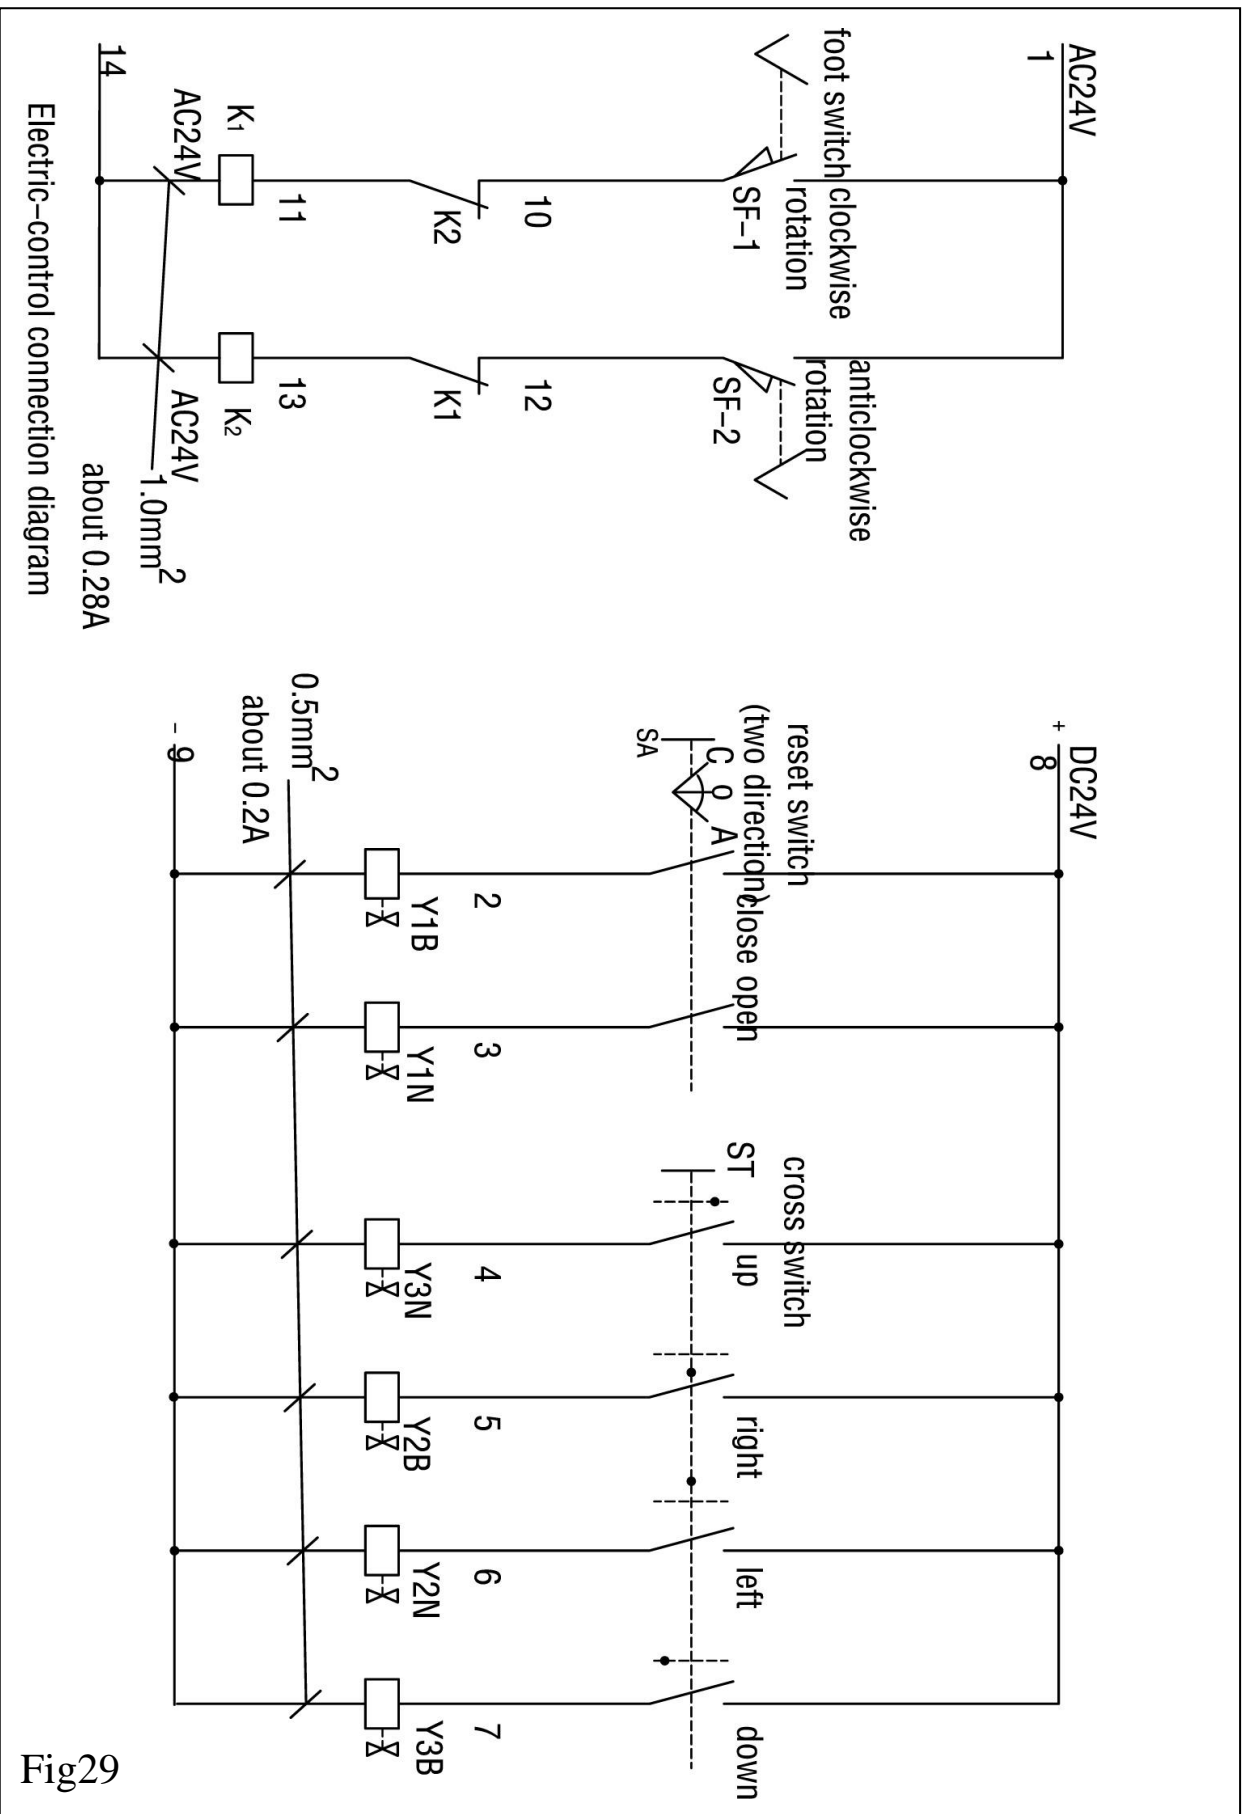 AC24V
1
foot switch clockwise
rotation
SF-1
anticlockwise
rotation
SF-2
10
12
K2
K1
11
13
K1
K2
AC24V
AC24V
14
1.0mm2
about 0.28A
Electric-control connection diagram
DC24V
+
8
reset switch
(two direction)
close open
C o A
SA
cross switch
ST
up
right
left
down
2
3
4
5
6
7
Y1B
Y1N
Y3N
Y2B
Y2N
Y3B
0.5mm2
about 0.2A
- 9
Fig29